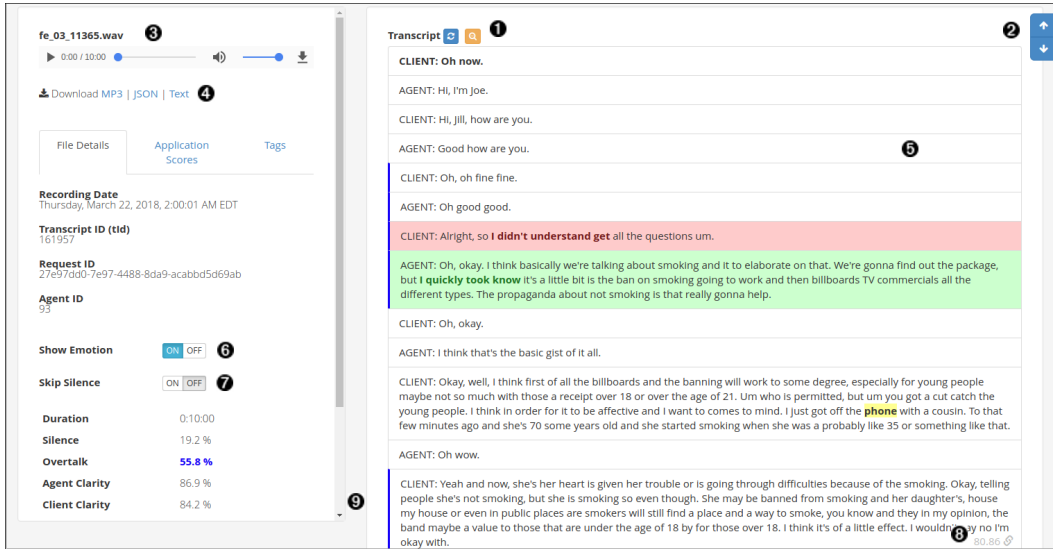 fe_03_11365.wav
3
0:00 / 10:00
Download MP3 | JSON | Text
4
File Details
Application
Scores
Tags
Recording Date
Thursday, March 22, 2018, 2:00:01 AM EDT
Transcript ID (tId)
161957
Request ID
27e97dd0-7e97-4488-8da9-acabbd5d69ab
Agent ID
93
Show Emotion
ON OFF
6
Skip Silence
ON OFF
7
Duration 0:10:00
Silence 19.2 %
Overtalk 55.8 %
Agent Clarity 86.9 %
Client Clarity 84.2 %
9
Transcript
1
2
CLIENT: Oh now.
AGENT: Hi, I'm Joe.
CLIENT: Hi, Jill, how are you.
AGENT: Good how are you.
5
CLIENT: Oh, oh fine fine.
AGENT: Oh good good.
CLIENT: Alright, so I didn't understand get all the questions um.
AGENT: Oh, okay. I think basically we're talking about smoking and it to elaborate on that. We're gonna find out the package,
but I quickly took know it's a little bit is the ban on smoking going to work and then billboards TV commercials all the
different types. The propaganda about not smoking is that really gonna help.
CLIENT: Oh, okay.
AGENT: I think that's the basic gist of it all.
CLIENT: Okay, well, I think first of all the billboards and the banning will work to some degree, especially for young people
maybe not so much with those a receipt over 18 or over the age of 21. Um who is permitted, but um you got a cut catch the
young people. I think in order for it to be affective and I want to comes to mind. I just got off the phone with a cousin. To that
few minutes ago and she's 70 some years old and she started smoking when she was a probably like 35 or something like that.
AGENT: Oh wow.
CLIENT: Yeah and now, she's her heart is given her trouble or is going through difficulties because of the smoking. Okay, telling
people she's not smoking, but she is smoking so even though. She may be banned from smoking and her daughter's, house
my house or even in public places are smokers will still find a place and a way to smoke, you know and they in my opinion, the
band maybe a value to those that are under the age of 18 by for those over 18. I think it's of a little effect. I wouldn't ay no I'm
okay with.
8
80.86